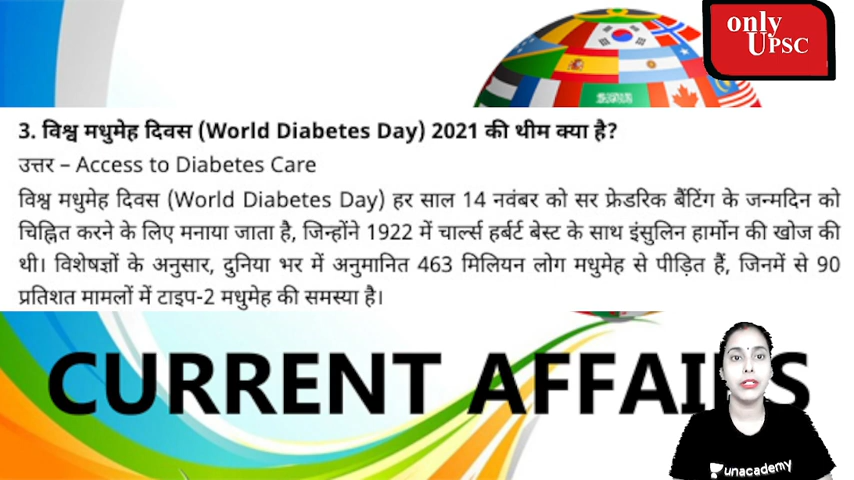 only
UPSC
3. विश्व मधुमेह दिवस (World Diabetes Day) 2021 की थीम क्या है?
उत्तर – Access to Diabetes Care
विश्व मधुमेह दिवस (World Diabetes Day) हर साल 14 नवंबर को सर फ्रेडरिक बैंटिंग के जन्मदिन को
चिह्नित करने के लिए मनाया जाता है, जिन्होंने 1922 में चार्ल्स हर्बर्ट बेस्ट के साथ इंसुलिन हार्मोन की खोज की
थी। विशेषज्ञों के अनुसार, दुनिया भर में अनुमानित 463 मिलियन लोग मधुमेह से पीड़ित हैं, जिनमें से 90
प्रतिशत मामलों में टाइप-2 मधुमेह की समस्या है।
CURRENT AFFAI S
unacademy